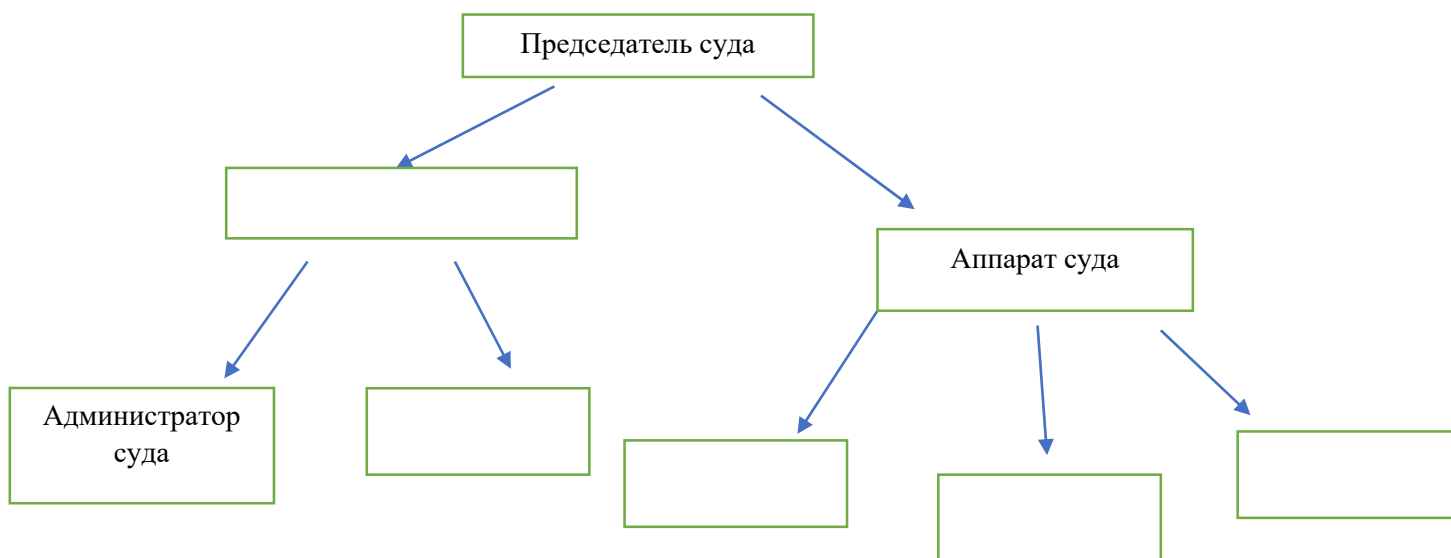 Председатель суда
Аппарат суда
Администратор
суда